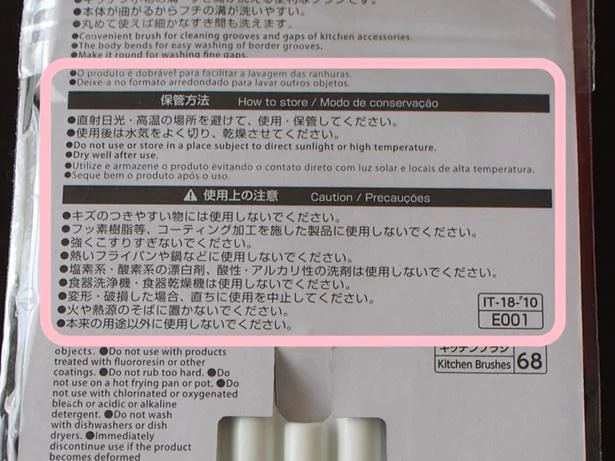 ●本体が曲がるからフチの溝が洗いやすい。
●丸めて使えば細かなすき間も洗えます。
●Convenient brush for cleaning grooves and gaps of kitchen accessories.
●The body bends for easy washing of border grooves.
●Make it round for washing fine gaps.
●O produto é dobrável para facilitar a lavagem das ranhuras.
●Deixe-a no formato arredondado para lavar outros objetos.
保管方法 How to store / Modo de conservação
●直射日光・高温の場所を避けて、使用・保管してください。
●使用後は水気をよく切り、乾燥させてください。
●Do not use or store in a place subject to direct sunlight or high temperature.
●Dry well after use.
●Utilize e armazene o produto evitando o contato direto com luz solar e locais de alta temperatura.
●Seque bem o produto após o uso.
⚠使用上の注意 Caution / Precauções
●キズのつきやすい物には使用しないでください。
●フッ素樹脂等、コーティング加工を施した製品に使用しないでください。
●強くこすりすぎないでください。
●熱いフライパンや鍋などに使用しないでください。
●塩素系・酸素系の漂白剤、酸性・アルカリ性の洗剤は使用しないでください。
●食器洗浄機・食器乾燥機は使用しないでください。
●変形・破損した場合、直ちに使用を中止してください。
●火や熱源のそばに置かないでください。
●本来の用途以外に使用しないでください。
IT-18-'10
E001
キッチンブラシ
Kitchen Brushes 68
objects. ●Do not use with products
treated with fluororesin or other
coatings. ●Do not rub too hard. ●Do
not use on a hot frying pan or pot. ●Do
not use with chlorinated or oxygenated
bleach or acidic or alkaline
detergent. ●Do not wash
with dishwashers or dish
dryers. ●Immediately
discontinue use if the product
becomes deformed